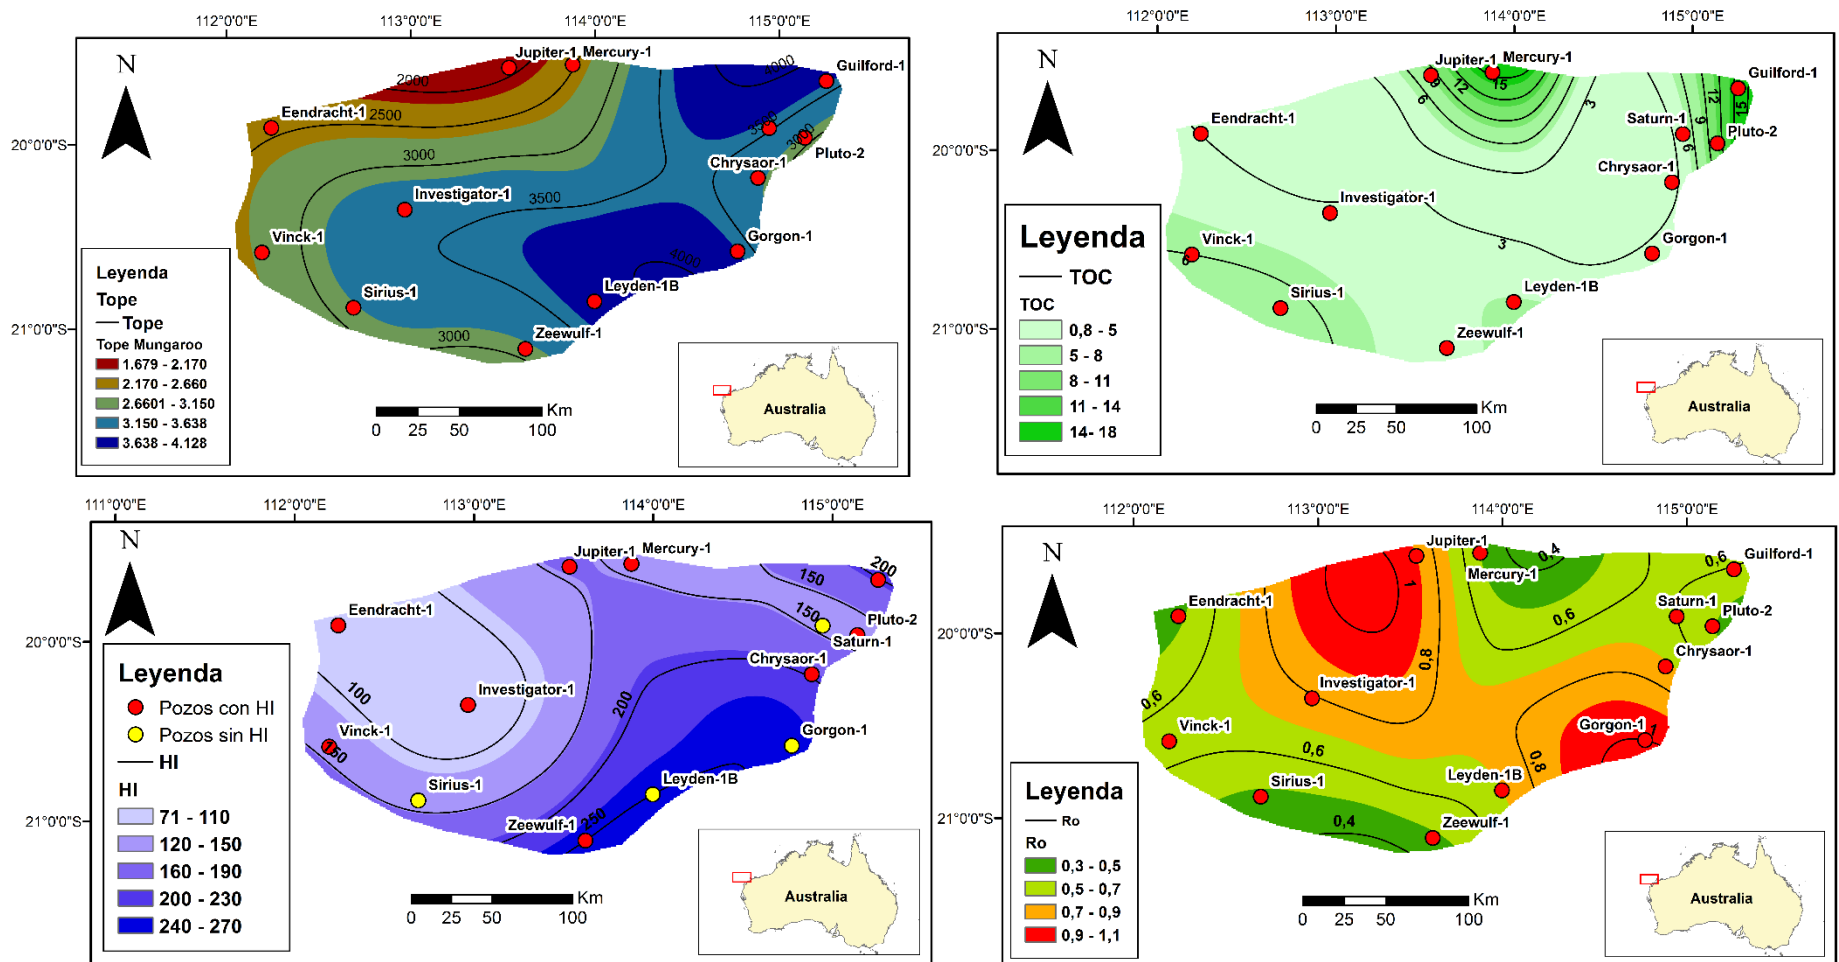 112°0'0"E 113°0'0"E 114°0'0"E 115°0'0"E
N
Jupiter-1 Mercury-1
Guilford-1
Eendracht-1
Pluto-2
Chrysaor-1
Investigator-1
Vinck-1
Gorgon-1
Sirius-1
Leyden-1B
Zeewulf-1
2000
2500
3000
3500
4000
3500
3000
4000
3000
20°0'0"S
21°0'0"S
Leyenda
Tope
Tope
Tope Mungaroo
1.679 - 2.170
2.170 - 2.660
2.6601 - 3.150
3.150 - 3.638
3.638 - 4.128
Km
0 25 50 100
Australia
112°0'0"E 113°0'0"E 114°0'0"E 115°0'0"E
N
Jupiter-1 Mercury-1
Guilford-1
Eendracht-1
Saturn-1
Pluto-2
Chrysaor-1
Investigator-1
Vinck-1
Gorgon-1
Sirius-1
Leyden-1B
Zeewulf-1
6
9
12
15
3
12
15
9
6
3
6
20°0'0"S
21°0'0"S
Leyenda
TOC
TOC
0,8 - 5
5 - 8
8 - 11
11 - 14
14- 18
Km
0 25 50 100
Australia
111°0'0"E 112°0'0"E 113°0'0"E 114°0'0"E 115°0'0"E
N
Jupiter-1 Mercury-1
Eendracht-1
Pluto-2
Saturn-1
Chrysaor-1
Investigator-1
Vinck-1
Gorgon-1
Sirius-1
Leyden-1B
Zeewulf-1
200
150
150
100
200
150
250
20°0'0"S
21°0'0"S
Leyenda
Pozos con HI
Pozos sin HI
HI
HI
71 - 110
120 - 150
160 - 190
200 - 230
240 - 270
Km
0 25 50 100
Australia
112°0'0"E 113°0'0"E 114°0'0"E 115°0'0"E
N
Jupiter-1
Guilford-1
Mercury-1
Eendracht-1
Saturn-1 Pluto-2
Chrysaor-1
Investigator-1
Vinck-1
Gorgon-1
Sirius-1
Leyden-1B
Zeewulf-1
1
0,4
0,6
0,6
0,8
0,6
1
0,6
0,8
0,4
20°0'0"S
21°0'0"S
Leyenda
Ro
Ro
0,3 - 0,5
0,5 - 0,7
0,7 - 0,9
0,9 - 1,1
Km
0 25 50 100
Australia